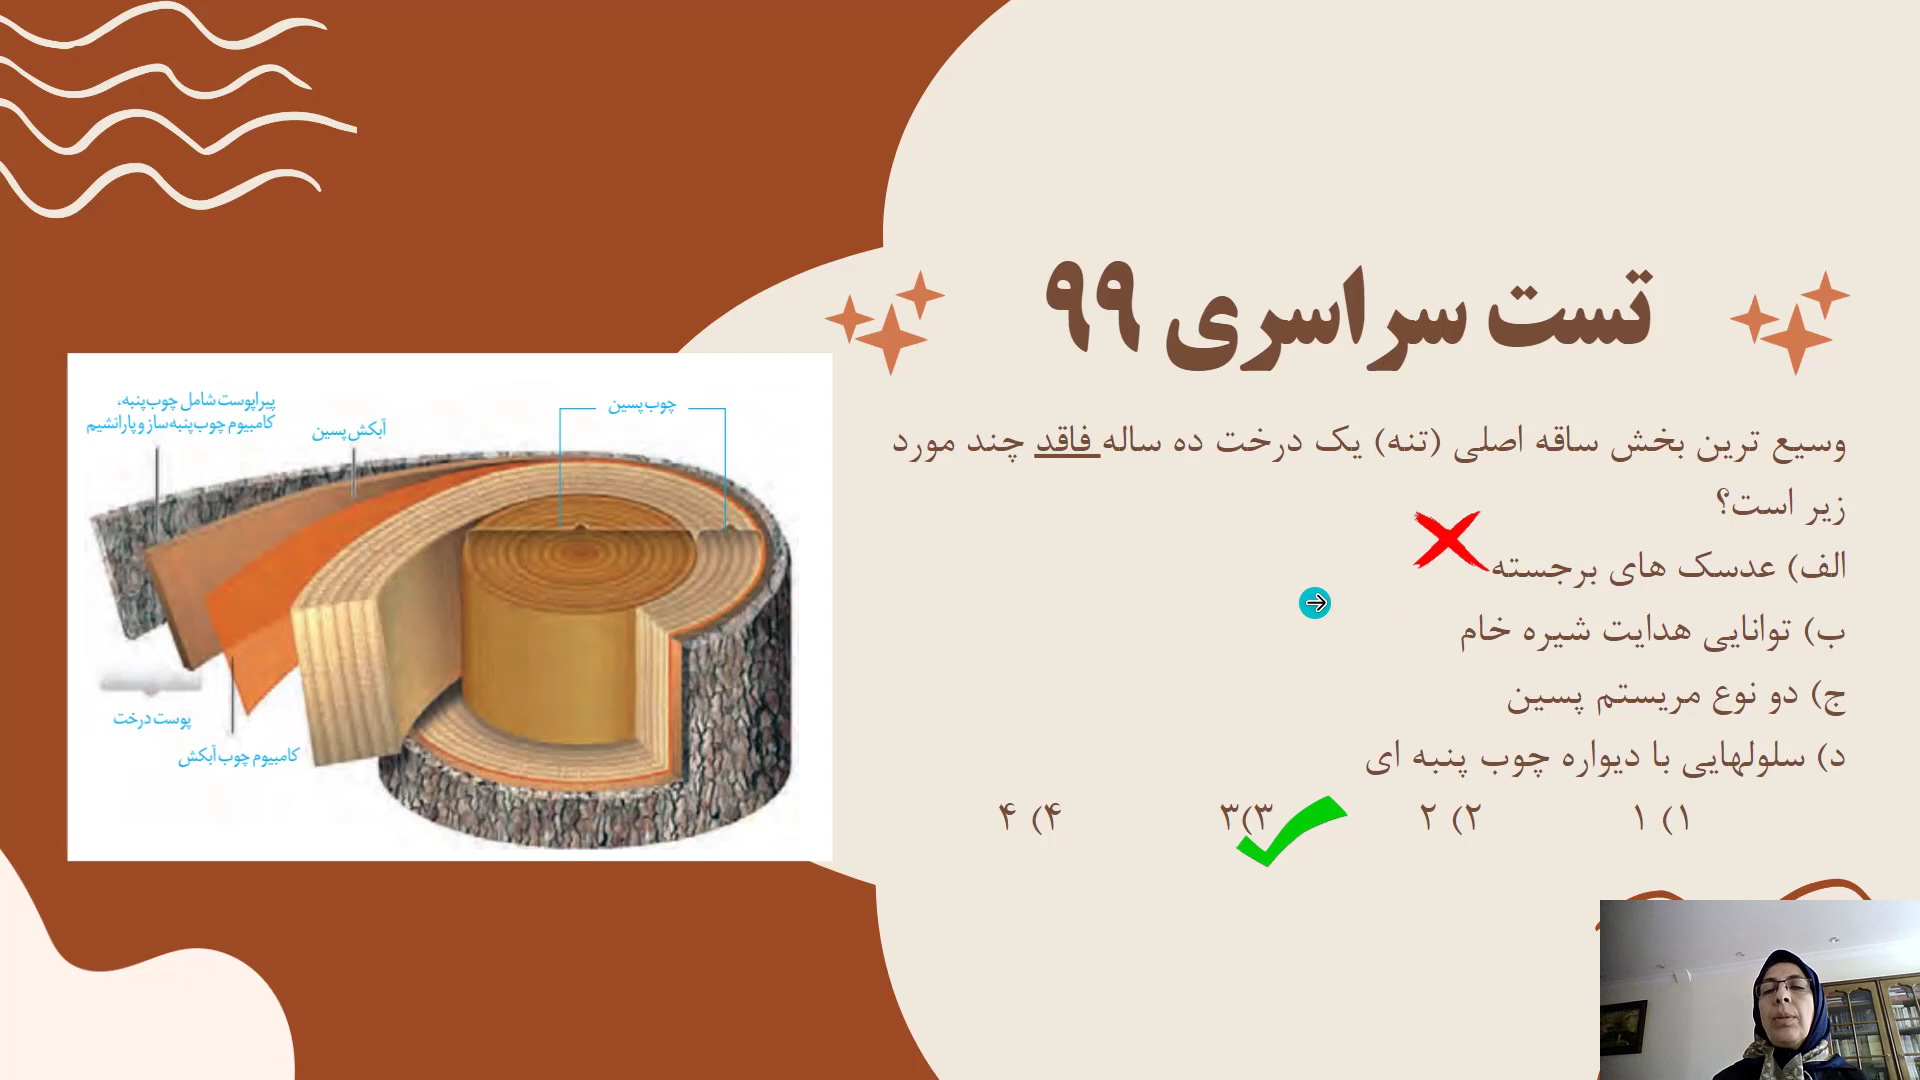 تست سراسری ۹۹
وسیع ترین بخش ساقه اصلی (تنه) یک درخت ده ساله فاقد چند مورد
زیر است؟
الف) عدسک های برجسته
ب) توانایی هدایت شیره خام
ج) دو نوع مریستم پسین
د) سلولهایی با دیواره چوب پنبه ای
۱) ۱ ۲) ۲ ۳)۳ ۴) ۴
چوب‌پسین
آبکش‌پسین
پیراپوست شامل چوب‌پنبه،
کامبیوم چوب‌پنبه‌ساز و پارانشیم
پوست درخت
کامبیوم چوب آبکش